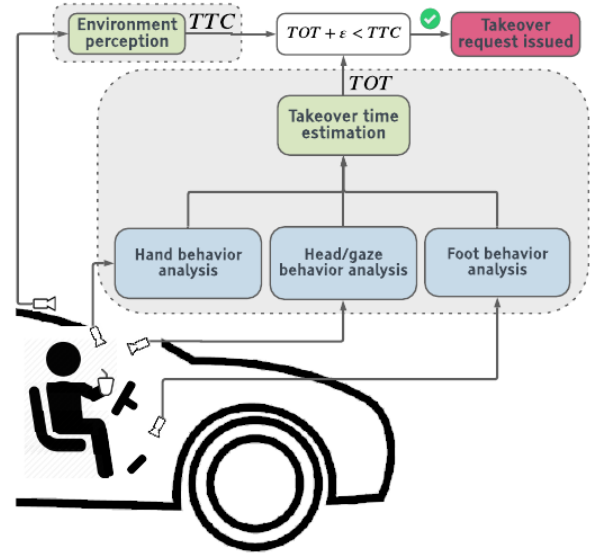 Environment
perception
TTC
TOT + ε < TTC
Takeover
request issued
TOT
Takeover time
estimation
Hand behavior
analysis
Head/gaze
behavior analysis
Foot behavior
analysis